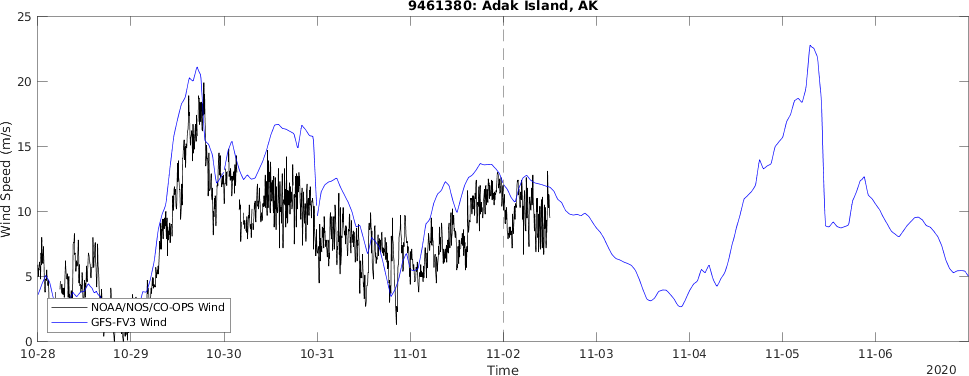 9461380: Adak Island, AK
Wind Speed (m/s)
25
20
15
10
5
0
NOAA/NOS/CO-OPS Wind
GFS-FV3 Wind
10-28 10-29 10-30 10-31 11-01 11-02 11-03 11-04 11-05 11-06
Time
2020